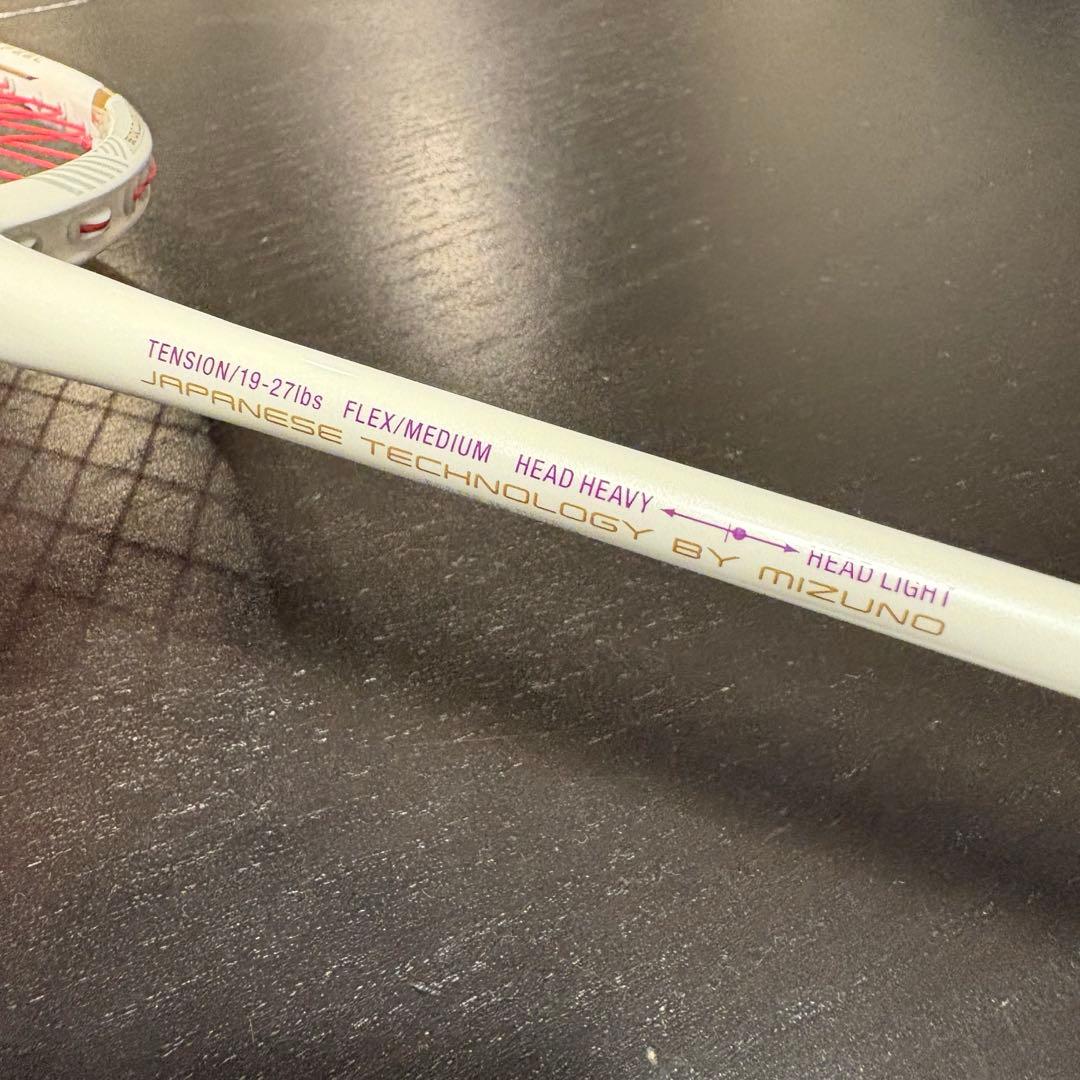 TENSION/19-27lbs FLEX/MEDIUM HEAD HEAVY HEAD LIGHT
JAPANESE TECHNOLOGY BY MIZUNO